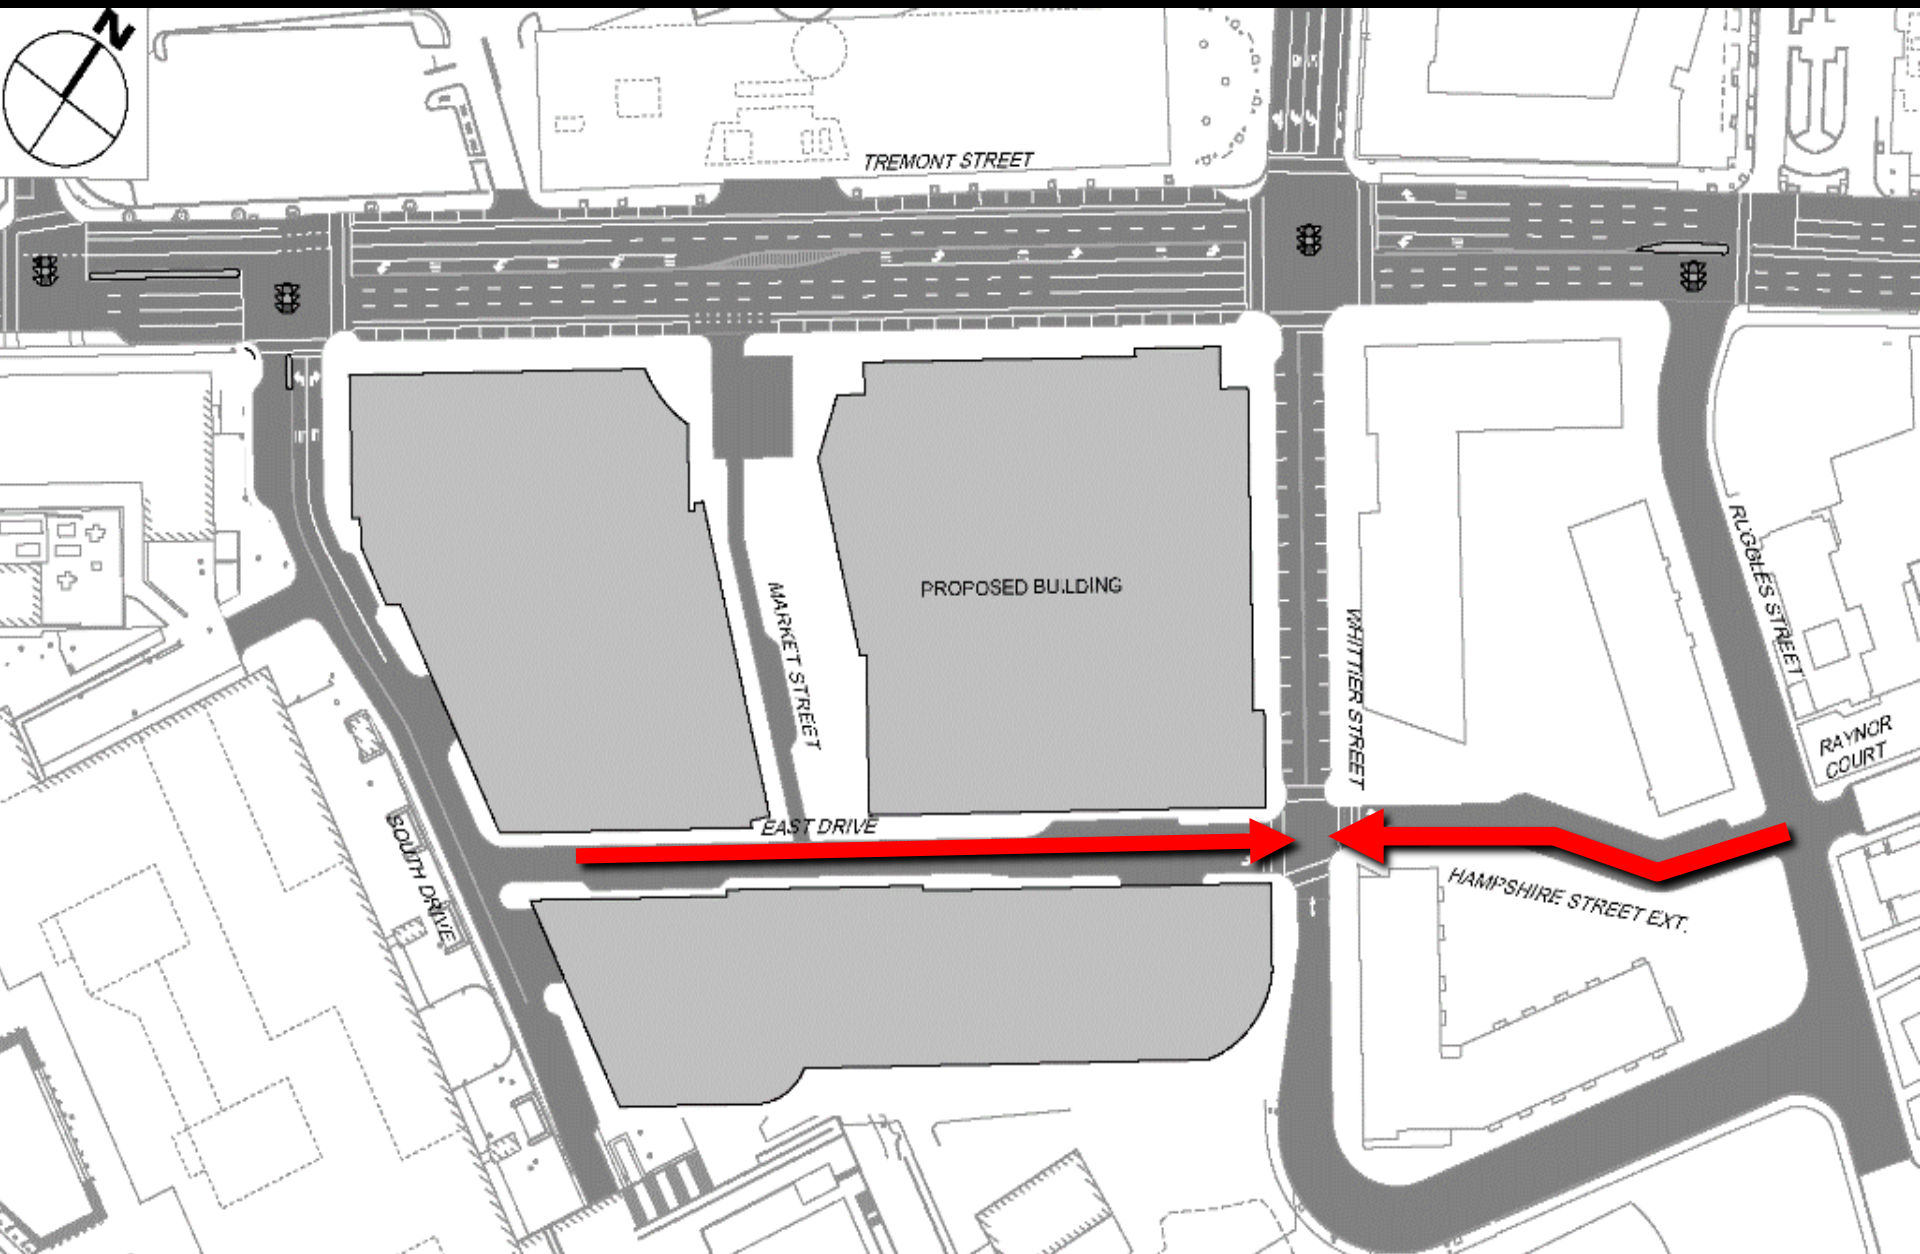 N
TREMONT STREET
PROPOSED BUILDING
MARKET STREET
WHITTIER STREET
RUGGLES STREET
RAYNOR
COURT
EAST DRIVE
SOUTH DRIVE
HAMPSHIRE STREET EXT.